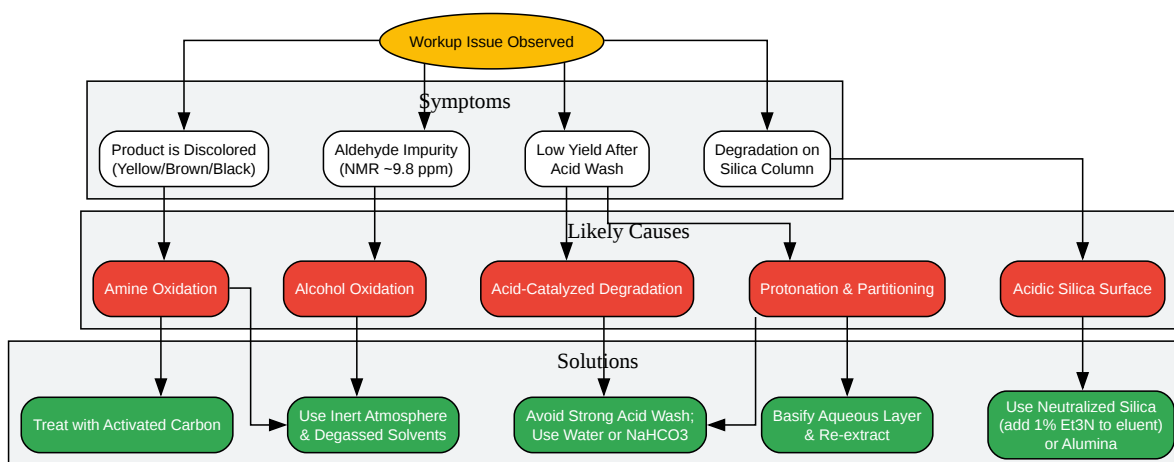 Workup Issue Observed
Symptoms
Product is Discolored
(Yellow/Brown/Black)
Aldehyde Impurity
(NMR ~9.8 ppm)
Low Yield After
Acid Wash
Degradation on
Silica Column
Likely Causes
Amine Oxidation
Alcohol Oxidation
Acid-Catalyzed Degradation
Protonation & Partitioning
Acidic Silica Surface
Solutions
Treat with Activated Carbon
Use Inert Atmosphere
& Degassed Solvents
Avoid Strong Acid Wash;
Use Water or NaHCO3
Basify Aqueous Layer
& Re-extract
Use Neutralized Silica
(add 1% Et3N to eluent)
or Alumina